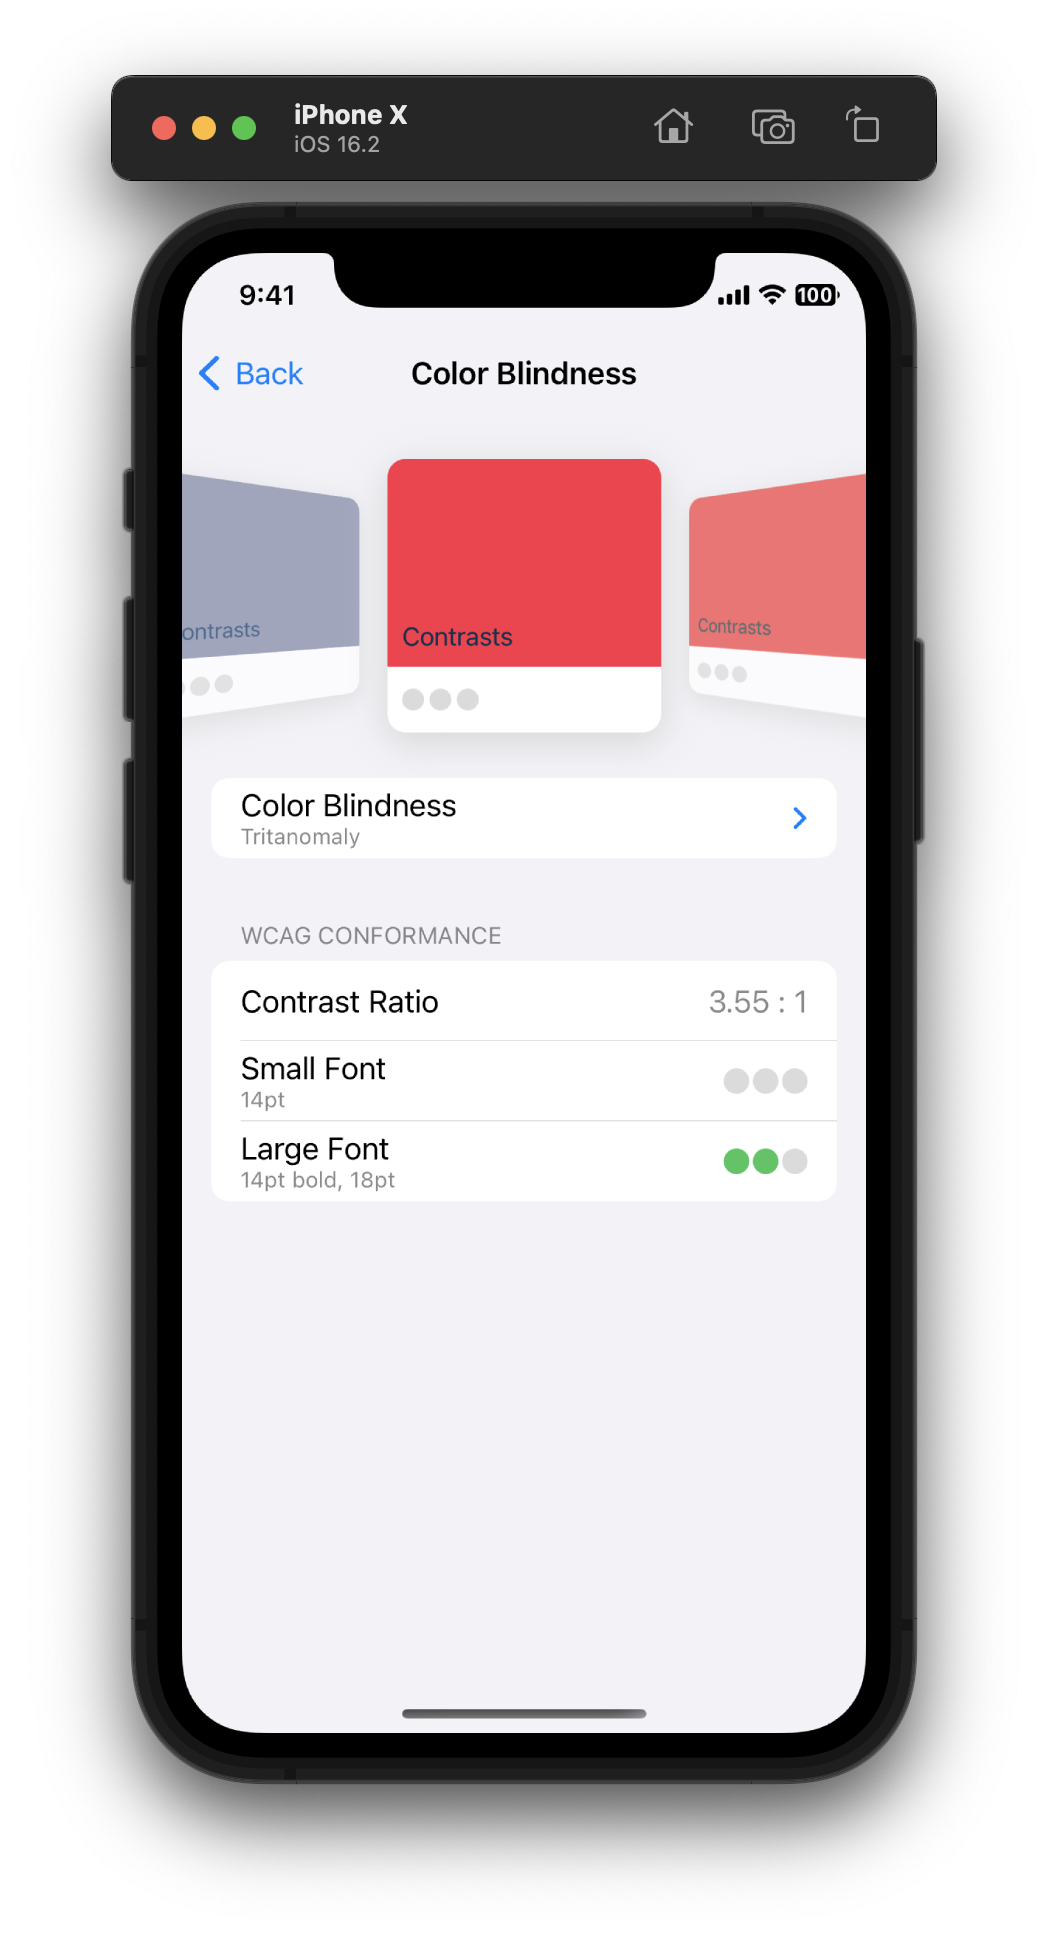 iPhone X
iOS 16.2
9:41
100
Back
Color Blindness
ontrasts
Contrasts
Contrasts
Color Blindness
Tritanomaly
WCAG CONFORMANCE
Contrast Ratio
3.55 : 1
Small Font
14pt
Large Font
14pt bold, 18pt